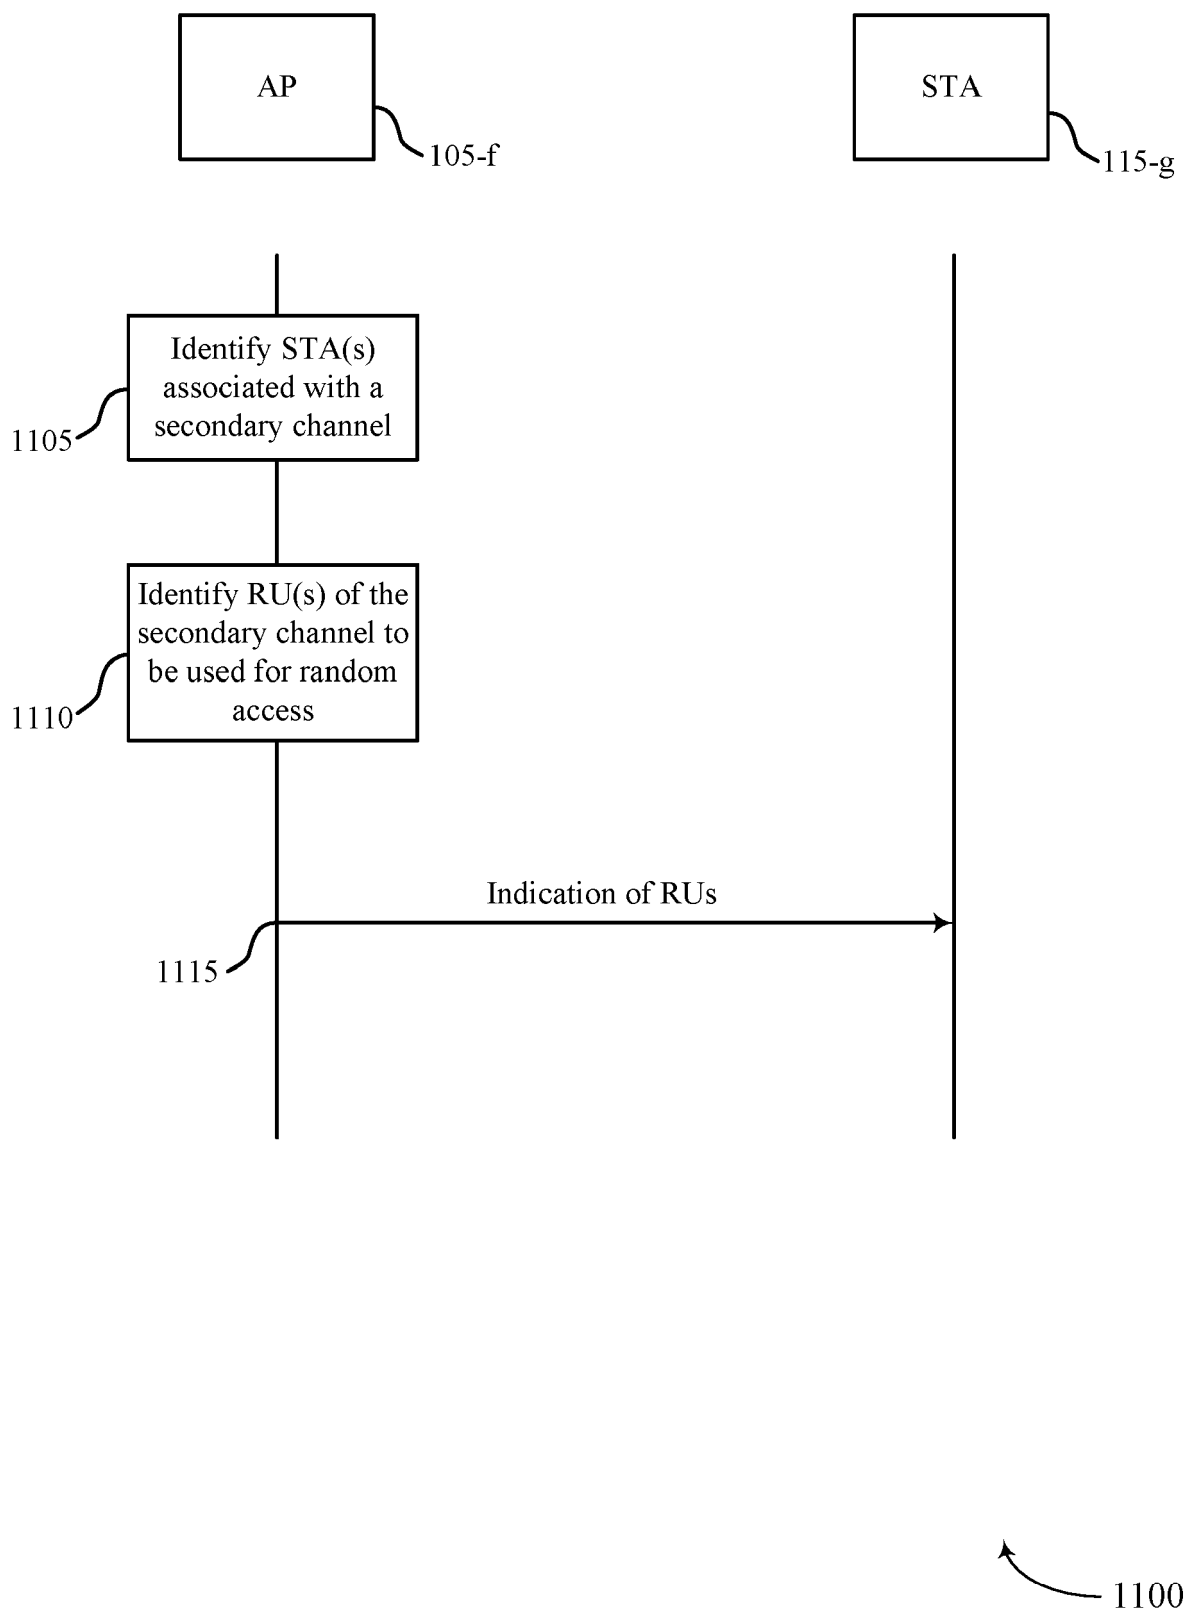 AP
105-f
STA
115-g
Identify STA(s)
associated with a
secondary channel
1105
Identify RU(s) of the
secondary channel to
be used for random
access
1110
Indication of RUs
1115
1100